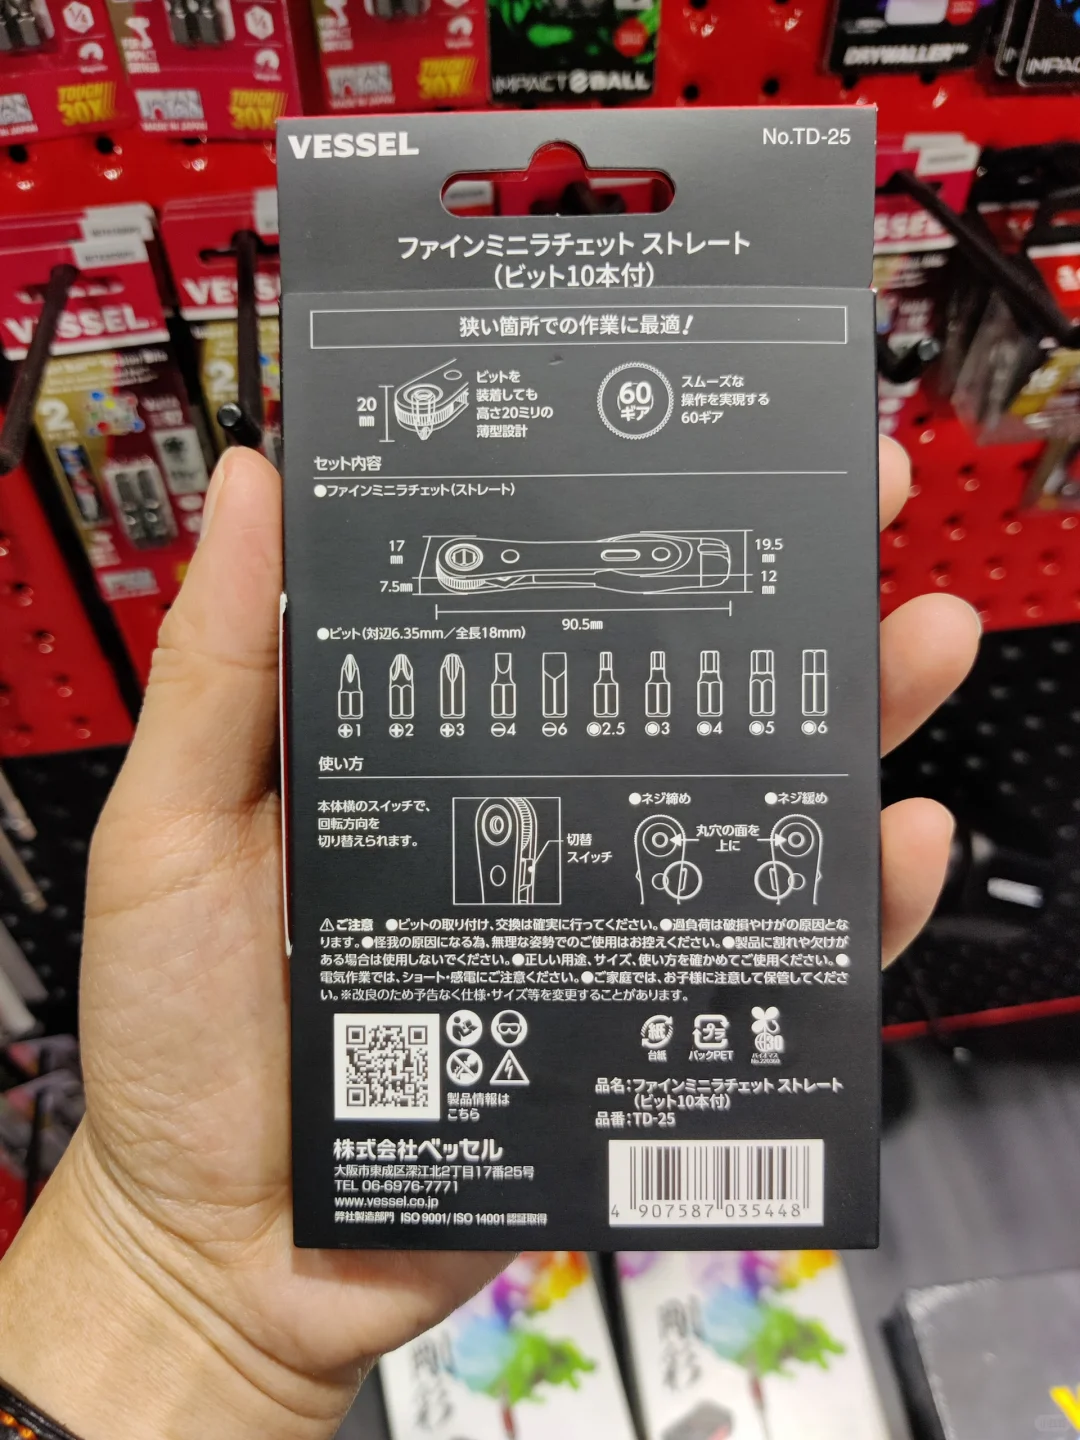 IMPACT BALL
DRYWALLER™
TOUGH
30X
MADE IN JAPAN
VESSEL
2
VESSEL
No.TD-25
ファインミニラチェット ストレート
(ビット10本付)
狭い箇所での作業に最適!
20
mm
ビットを
装着しても
高さ20ミリの
薄型設計
60
ギア
スムーズな
操作を実現する
60ギア
セット内容
●ファインミニラチェット(ストレート)
17
mm
7.5mm
19.5
mm
12
mm
90.5mm
●ビット(対辺6.35mm/全長18mm)
⊕1 ⊕2 ⊕3 ⊖4 ⊖6 ⬢2.5 ⬢3 ⬢4 ⬢5 ⬢6
使い方
本体横のスイッチで、
回転方向を
切り替えられます。
切替
スイッチ
●ネジ締め
●ネジ緩め
丸穴の面を
上に
⚠ご注意 ●ビットの取り付け、交換は確実に行ってください。●過負荷は破損やけがの原因とな
ります。●怪我の原因になる為、無理な姿勢でのご使用はお控えください。●製品に割れや欠けが
ある場合は使用しないでください。●正しい用途、サイズ、使い方を確かめてご使用ください。●
電気作業では、ショート・感電にご注意ください。●ご家庭では、お子様に注意して保管してくださ
い。※改良のため予告なく仕様・サイズ等を変更することがあります。
製品情報は
こちら
紙
台紙
プラ
パックPET
30
バイオマス
品名:ファインミニラチェット ストレート
(ビット10本付)
品番:TD-25
株式会社ベッセル
大阪市東成区深江北2丁目17番25号
TEL 06-6976-7771
www.vessel.co.jp
弊社製造部門 ISO 9001/ISO 14001 認証取得
4 907587 035448